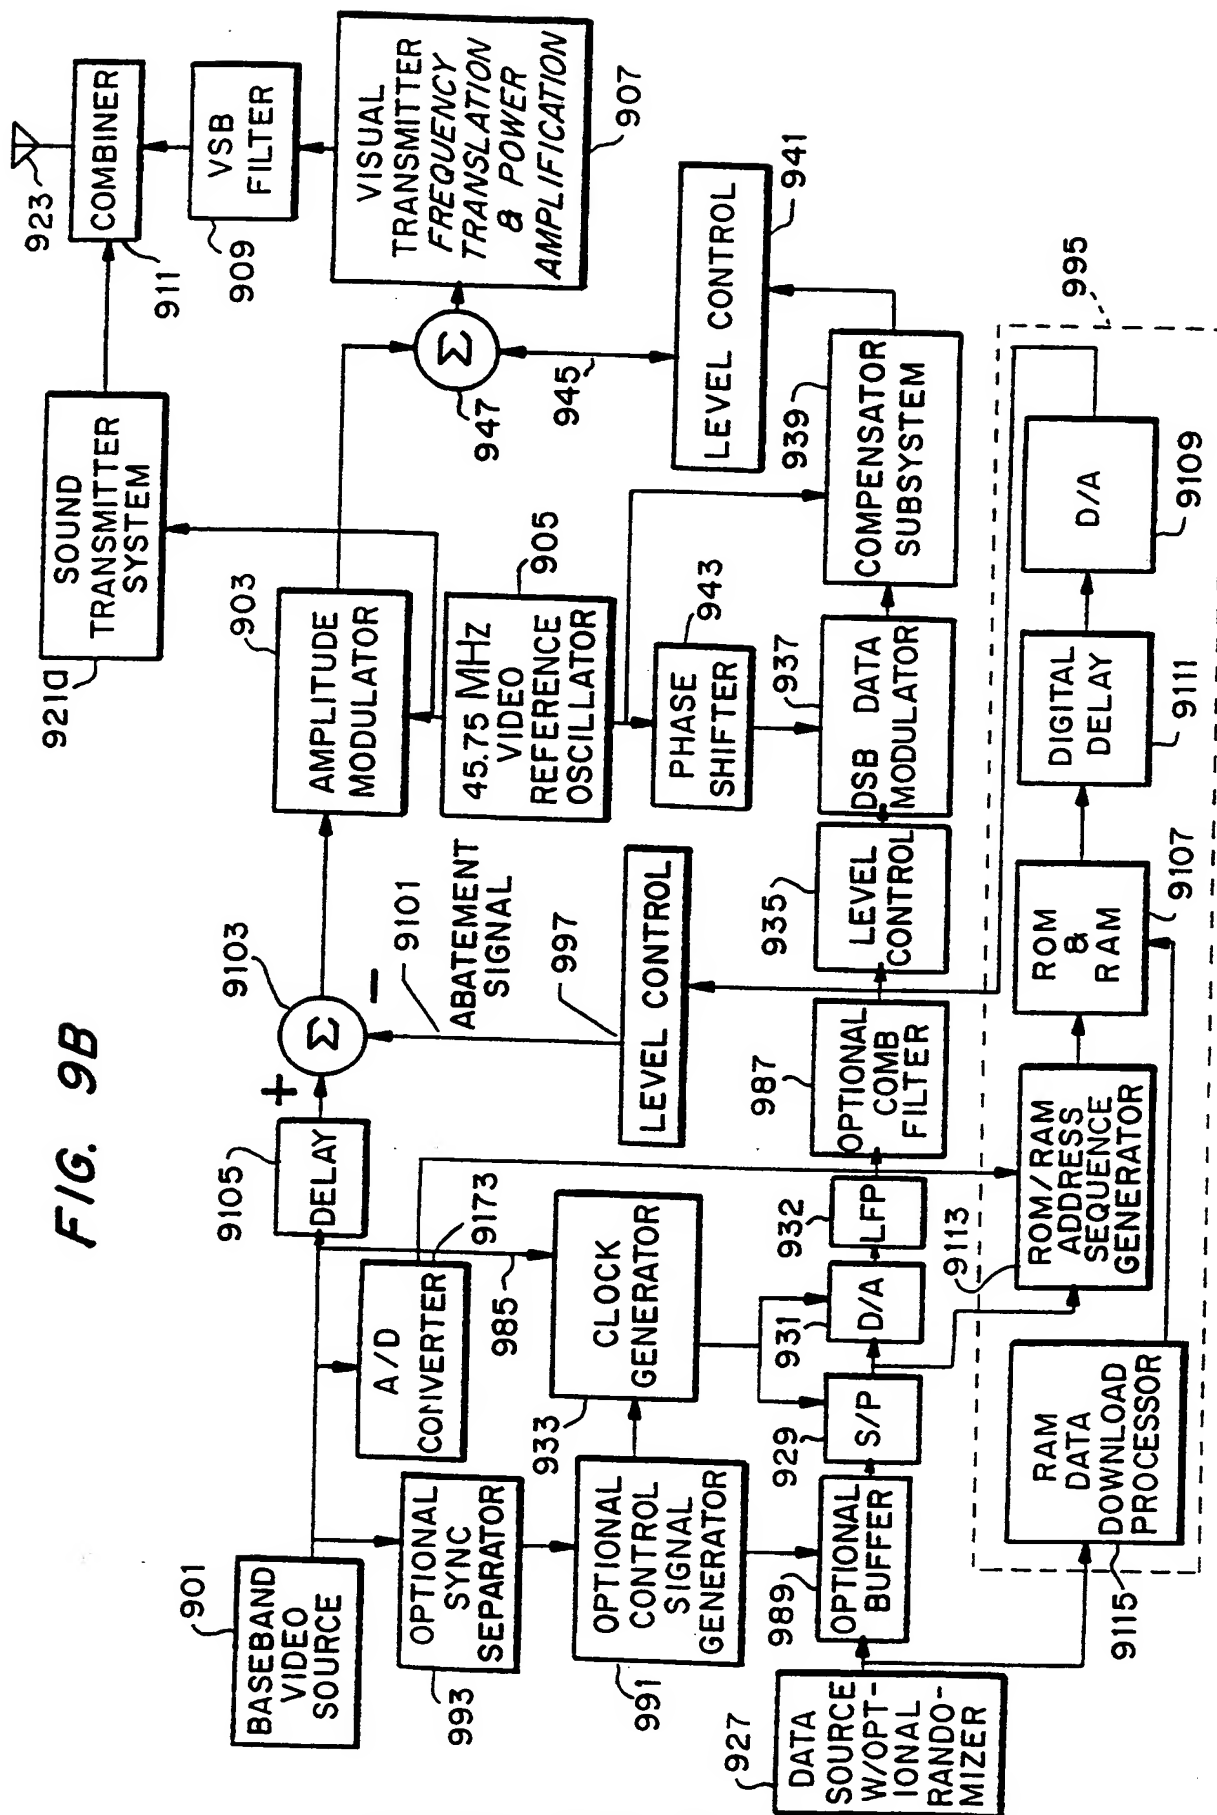 FIG. 9B
901
BASEBAND
VIDEO
SOURCE
9105
DELAY
+
9103
Σ
−
9101
ABATEMENT
SIGNAL
997
LEVEL CONTROL
903
AMPLITUDE
MODULATOR
921a
SOUND
TRANSMITTER
SYSTEM
923
COMBINER
911
VSB
FILTER
909
VISUAL
TRANSMITTER
FREQUENCY
TRANSLATION
& POWER
AMPLIFICATION
907
Σ
947
945
LEVEL CONTROL
941
905
45.75 MHZ
VIDEO
REFERENCE
OSCILLATOR
943
PHASE
SHIFTER
A/D
CONVERTER
9173
985
OPTIONAL
SYNC
SEPARATOR
993
OPTIONAL
CONTROL
SIGNAL
GENERATOR
991
CLOCK
GENERATOR
933
927
DATA
SOURCE
W/OPT-
IONAL
RANDO-
MIZER
989
OPTIONAL
BUFFER
929
S/P
931
D/A
932
LFP
987
OPTIONAL
COMB
FILTER
935
LEVEL
CONTROL
937
DSB DATA
MODULATOR
939
COMPENSATOR
SUBSYSTEM
995
9115
RAM
DATA
DOWNLOAD
PROCESSOR
9113
ROM/RAM
ADDRESS
SEQUENCE
GENERATOR
ROM
&
RAM
9107
DIGITAL
DELAY
9111
D/A
9109